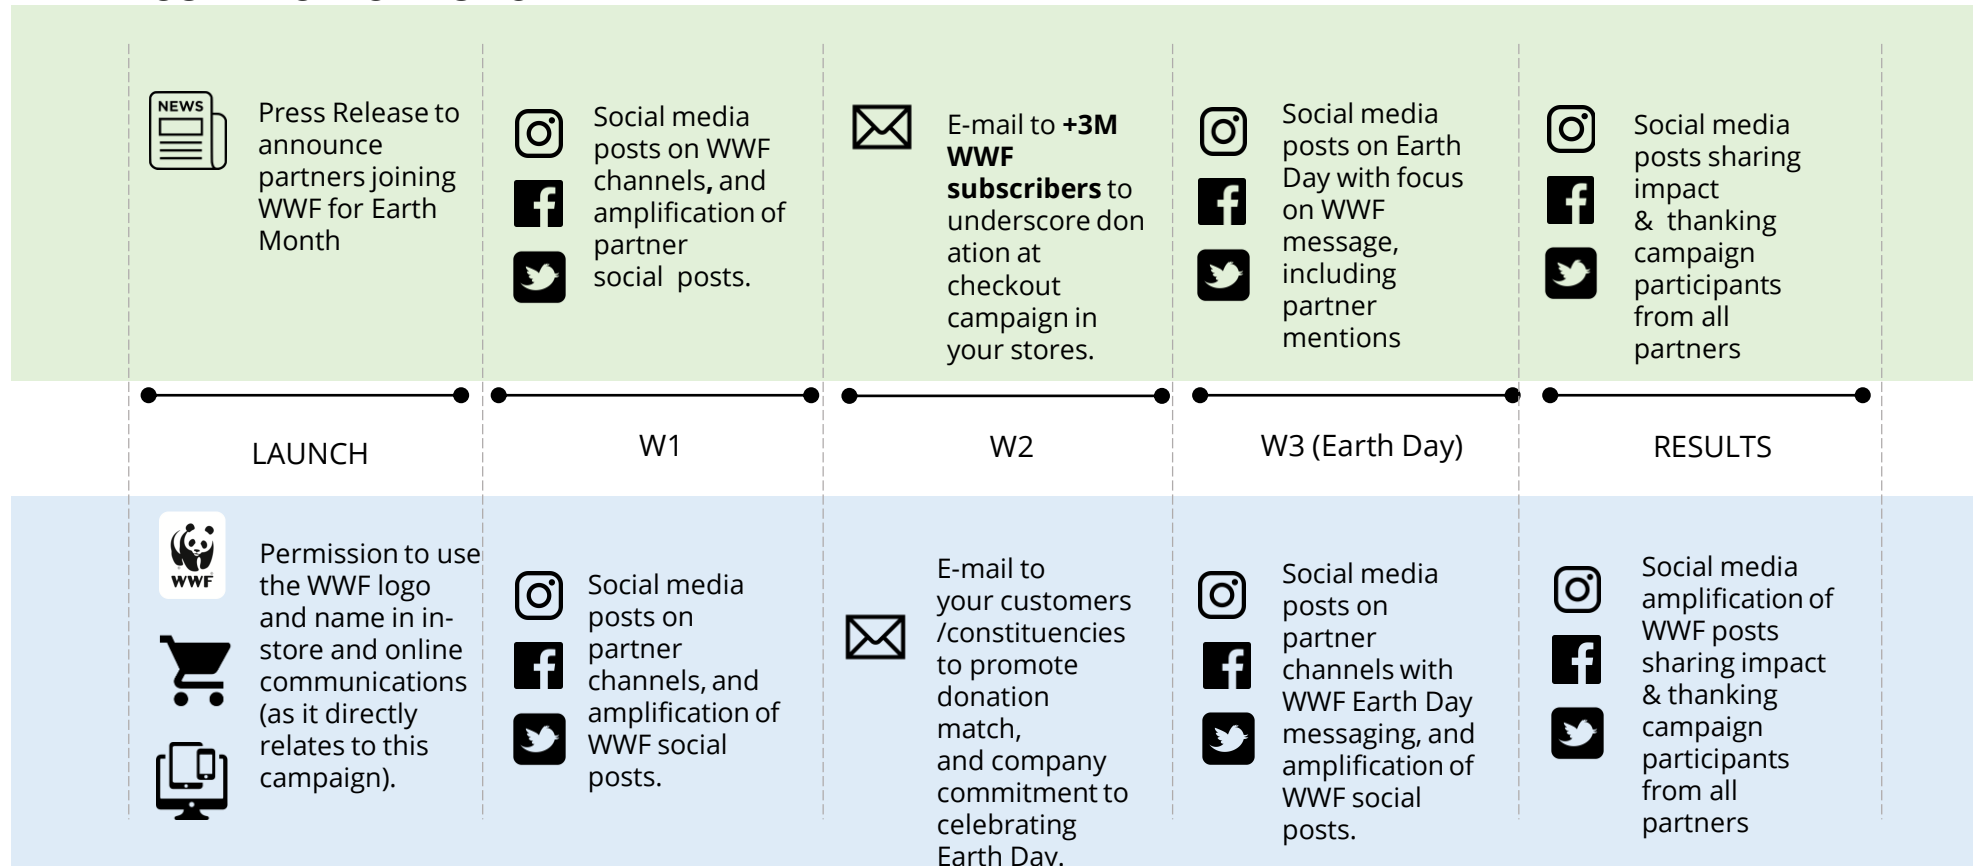 NEWS
Press Release to
announce
partners joining
WWF for Earth
Month
Social media
posts on WWF
channels, and
amplification of
partner
social posts.
E-mail to +3M
WWF
subscribers to
underscore don
ation at
checkout
campaign in
your stores.
Social media
posts on Earth
Day with focus
on WWF
message,
including
partner
mentions
Social media
posts sharing
impact
& thanking
campaign
participants
from all
partners
LAUNCH
W1
W2
W3 (Earth Day)
RESULTS
WWF
Permission to use
the WWF logo
and name in in-
store and online
communications
(as it directly
relates to this
campaign).
Social media
posts on
partner
channels, and
amplification of
WWF social
posts.
E-mail to
your customers
/constituencies
to promote
donation
match,
and company
commitment to
celebrating
Earth Day.
Social media
posts on
partner
channels with
WWF Earth Day
messaging, and
amplification of
WWF social
posts.
Social media
amplification of
WWF posts
sharing impact
& thanking
campaign
participants
from all
partners